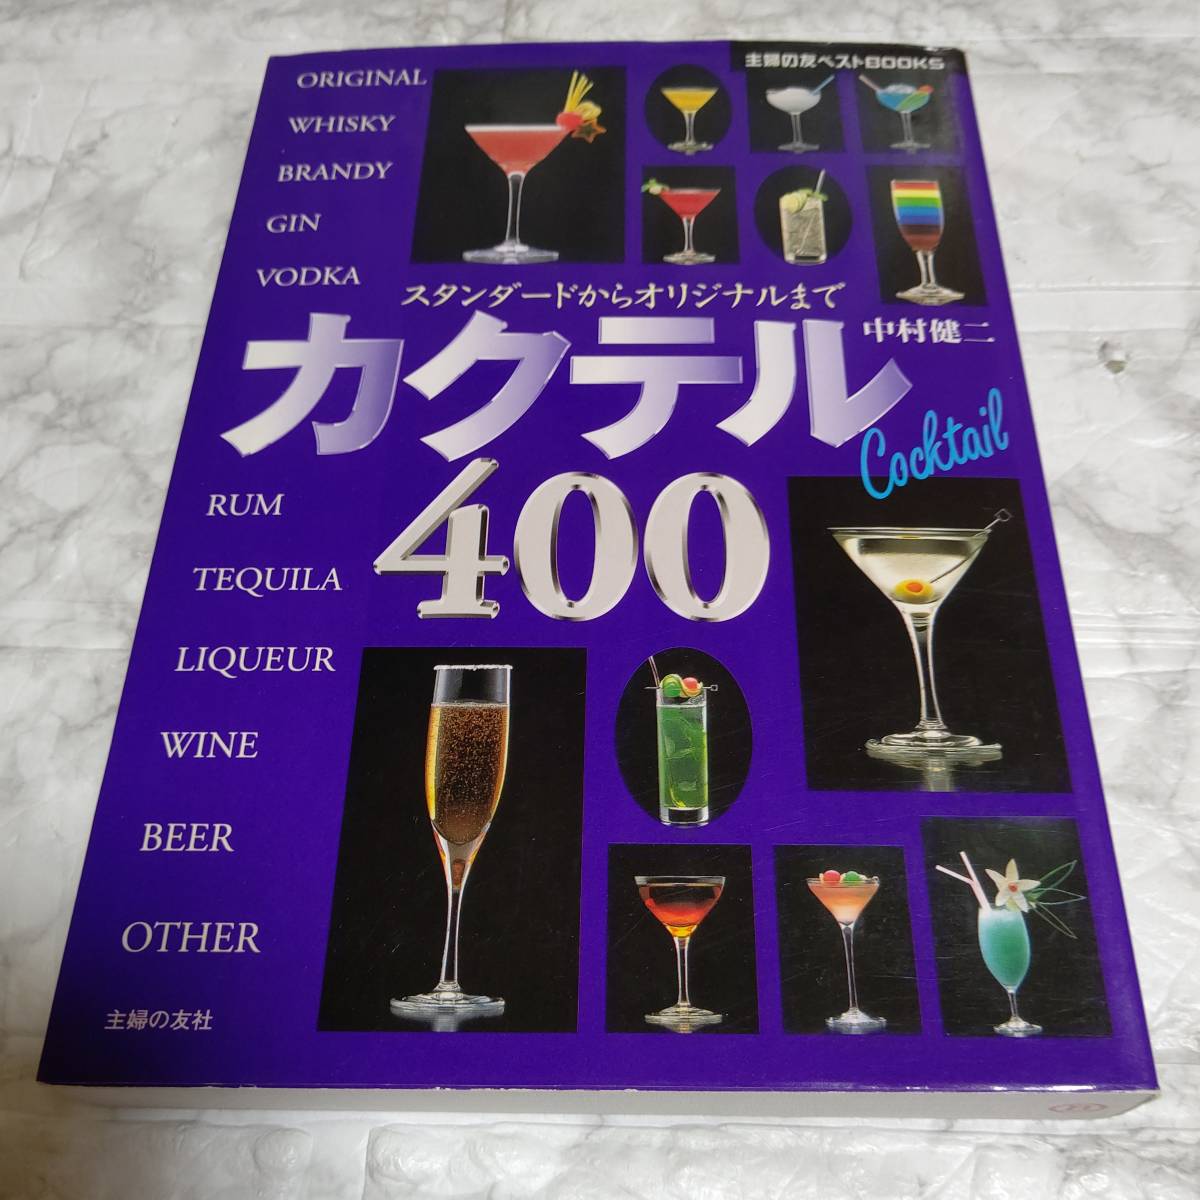 主婦の友ベストBOOKS
ORIGINAL
WHISKY
BRANDY
GIN
VODKA
スタンダードからオリジナルまで
カクテル
中村健二
Cocktail
400
RUM
TEQUILA
LIQUEUR
WINE
BEER
OTHER
主婦の友社